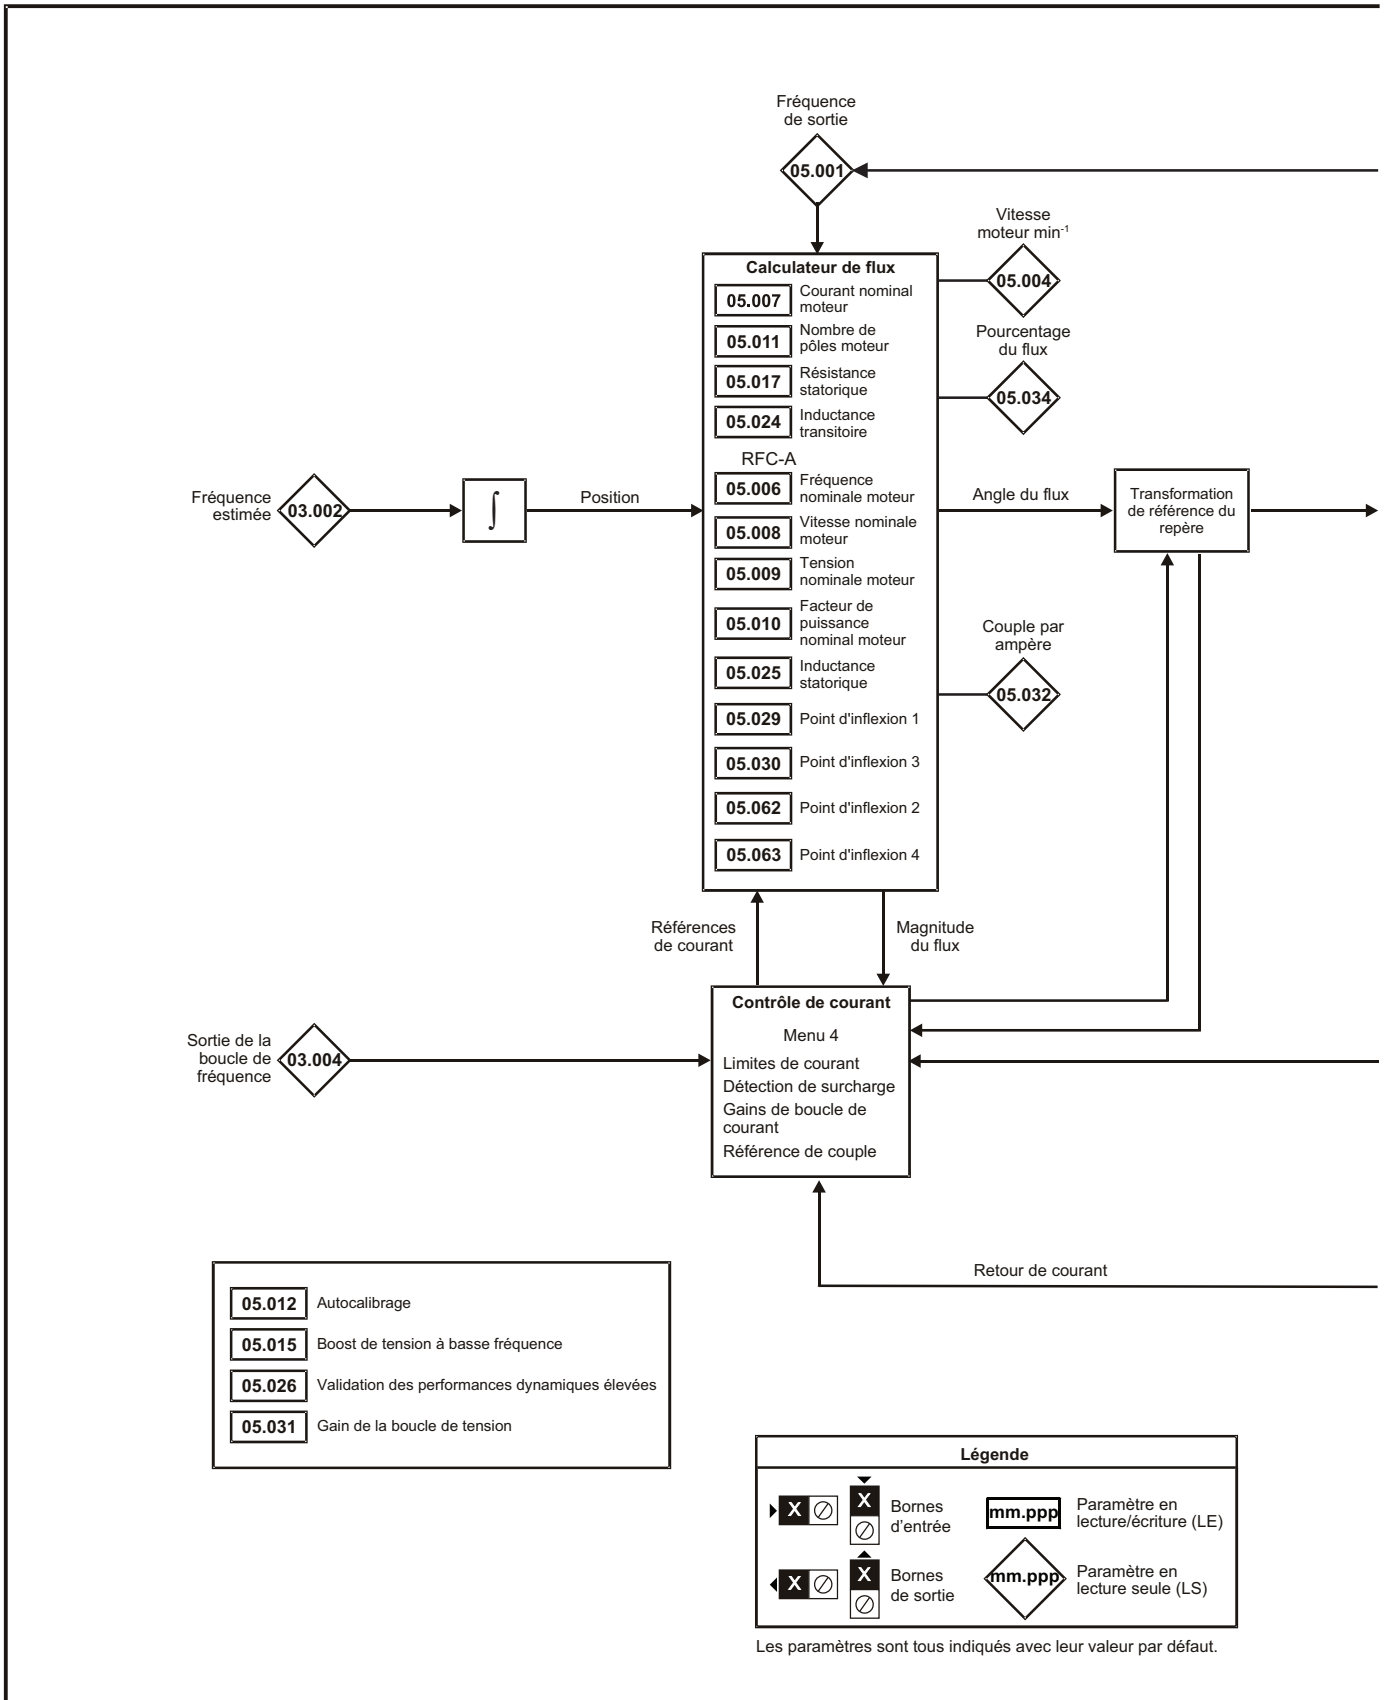 Fréquence
de sortie
05.001
Vitesse
moteur min-1
05.004
Calculateur de flux
05.007 Courant nominal
moteur
05.011 Nombre de
pôles moteur
Pourcentage
du flux
05.034
05.017 Résistance
statorique
05.024 Inductance
transitoire
RFC-A
Fréquence
estimée
03.002
∫
Position
05.006 Fréquence
nominale moteur
05.008 Vitesse nominale
moteur
05.009 Tension
nominale moteur
05.010 Facteur de
puissance
nominal moteur
05.025 Inductance
statorique
05.029 Point d'inflexion 1
05.030 Point d'inflexion 3
05.062 Point d'inflexion 2
05.063 Point d'inflexion 4
Angle du flux
Transformation
de référence du
repère
Couple par
ampère
05.032
Références
de courant
Magnitude
du flux
Sortie de la
boucle de
fréquence
03.004
Contrôle de courant
Menu 4
Limites de courant
Détection de surcharge
Gains de boucle de
courant
Référence de couple
Retour de courant
05.012 Autocalibrage
05.015 Boost de tension à basse fréquence
05.026 Validation des performances dynamiques élevées
05.031 Gain de la boucle de tension
Légende
X X Bornes
d'entrée
mm.ppp Paramètre en
lecture/écriture (LE)
X X Bornes
de sortie
mm.ppp Paramètre en
lecture seule (LS)
Les paramètres sont tous indiqués avec leur valeur par défaut.